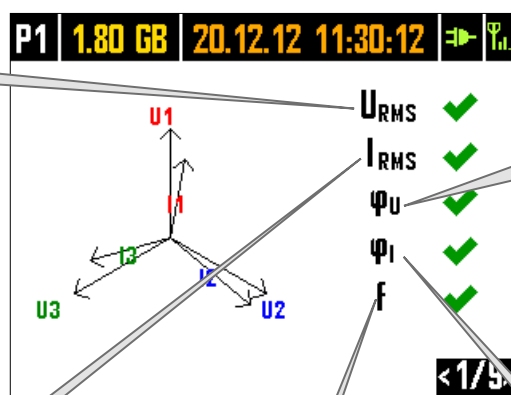 P1 1.80 GB 20.12.12 11:30:12
U1 URMS
IRMS
I1 φU
I3 φI
I2
U3 U2 f
<1/5>